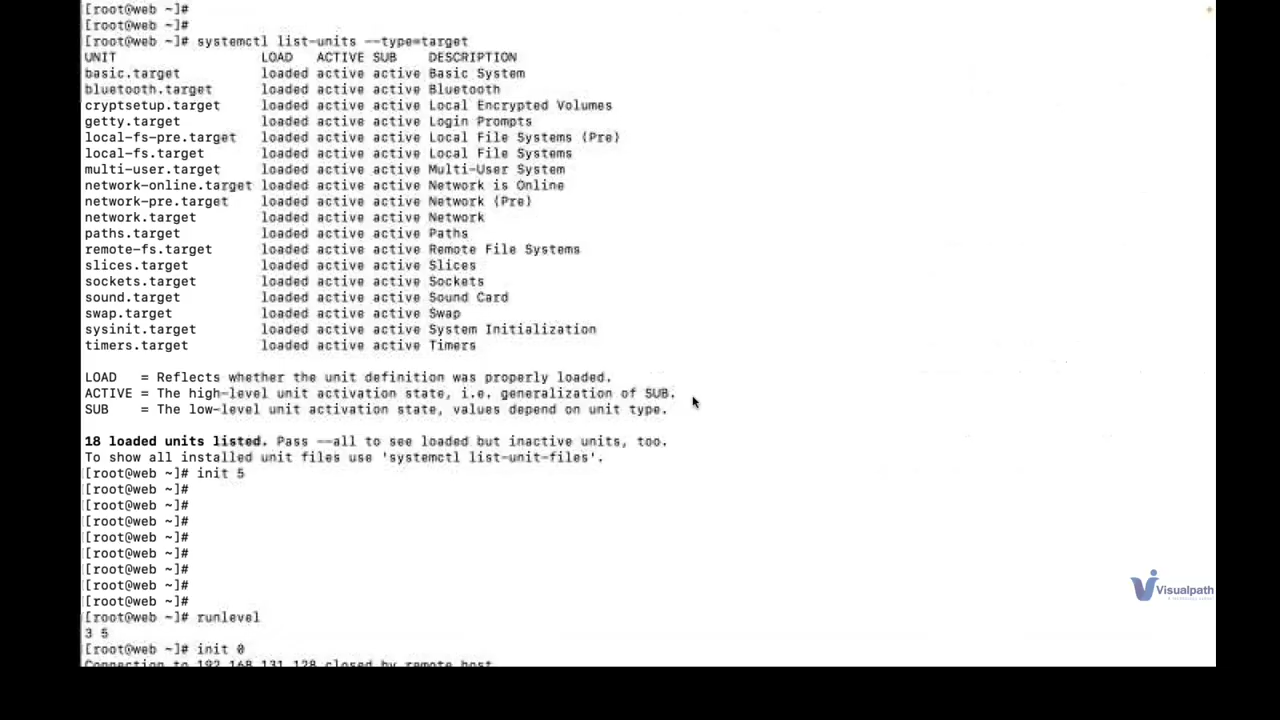 [root@web ~]#
[root@web ~]#
[root@web ~]# systemctl list-units --type=target
UNIT LOAD ACTIVE SUB DESCRIPTION
basic.target loaded active active Basic System
bluetooth.target loaded active active Bluetooth
cryptsetup.target loaded active active Local Encrypted Volumes
getty.target loaded active active Login Prompts
local-fs-pre.target loaded active active Local File Systems (Pre)
local-fs.target loaded active active Local File Systems
multi-user.target loaded active active Multi-User System
network-online.target loaded active active Network is Online
network-pre.target loaded active active Network (Pre)
network.target loaded active active Network
paths.target loaded active active Paths
remote-fs.target loaded active active Remote File Systems
slices.target loaded active active Slices
sockets.target loaded active active Sockets
sound.target loaded active active Sound Card
swap.target loaded active active Swap
sysinit.target loaded active active System Initialization
timers.target loaded active active Timers
LOAD = Reflects whether the unit definition was properly loaded.
ACTIVE = The high-level unit activation state, i.e. generalization of SUB.
SUB = The low-level unit activation state, values depend on unit type.
18 loaded units listed. Pass --all to see loaded but inactive units, too.
To show all installed unit files use 'systemctl list-unit-files'.
[root@web ~]# init 5
[root@web ~]#
[root@web ~]#
[root@web ~]#
[root@web ~]#
[root@web ~]#
[root@web ~]#
[root@web ~]#
[root@web ~]#
[root@web ~]# runlevel
3 5
[root@web ~]# init 0
Connection to 192.168.131.128 closed by remote host.
Visualpath